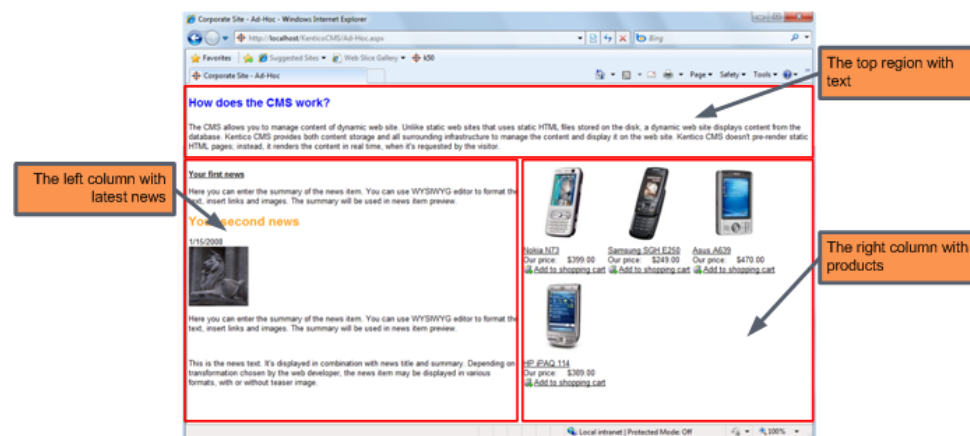 Corporate Site - Ad-Hoc - Windows Internet Explorer
http://localhost/KenticoCMS/Ad-Hoc.aspx
Bing
Favorites
Suggested Sites
Web Slice Gallery
k50
Corporate Site - Ad-Hoc
Page
Safety
Tools
The top region with
text
How does the CMS work?
The CMS allows you to manage content of dynamic web site. Unlike static web sites that uses static HTML files stored on the disk, a dynamic web site displays content from the
database. Kentico CMS provides both content storage and all surrounding infrastructure to manage the content and display it on the web site. Kentico CMS doesn't pre-render static
HTML pages; instead, it renders the content in real time, when it's requested by the visitor.
The left column with
latest news
Your first news
Here you can enter the summary of the news item. You can use WYSIWYG editor to format the
text, insert links and images. The summary will be used in news item preview.
Your second news
1/15/2008
Here you can enter the summary of the news item. You can use WYSIWYG editor to format the
text, insert links and images. The summary will be used in news item preview.
This is the news text. It's displayed in combination with news title and summary. Depending on
transformation chosen by the web developer, the news item may be displayed in various
formats, with or without teaser image.
Nokia N73 Samsung SGH E250 Asus A639
Our price: $399.00 Our price: $249.00 Our price: $470.00
Add to shopping cart Add to shopping cart Add to shopping cart
HP iPAQ 114
Our price: $389.00
Add to shopping cart
The right column with
products
Local intranet | Protected Mode: Off
100%